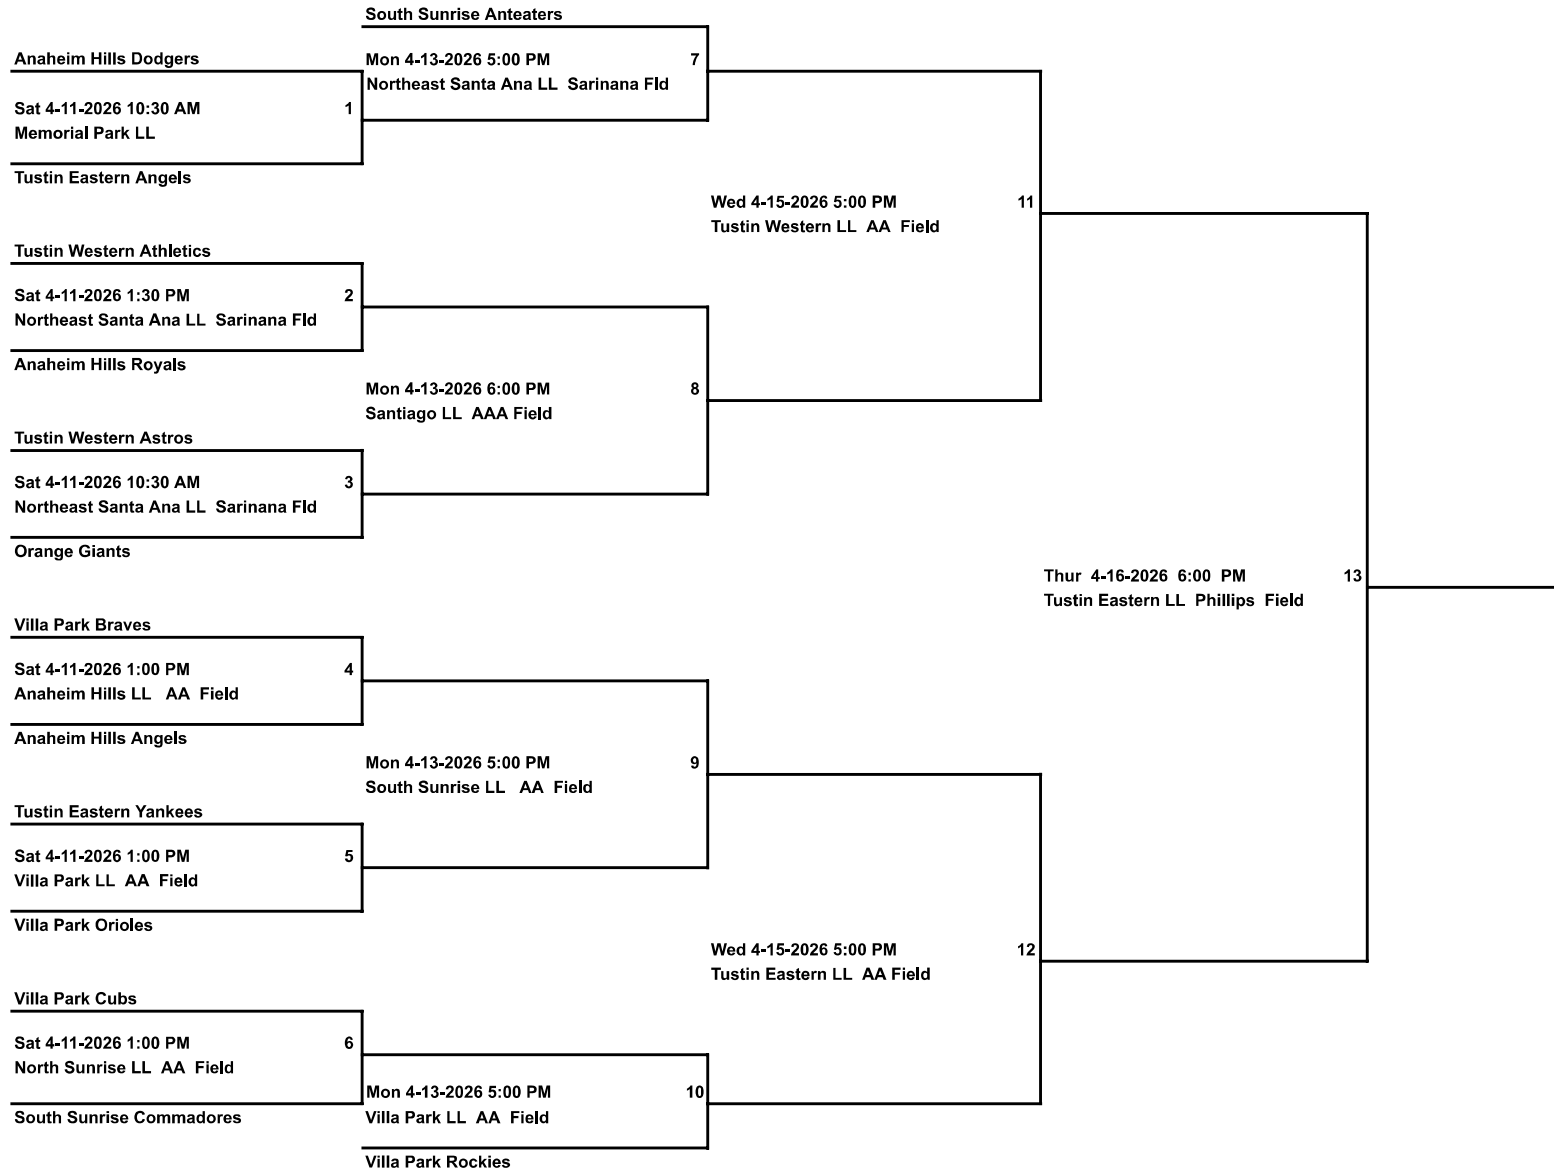 South Sunrise Anteaters
Anaheim Hills Dodgers
Mon 4-13-2026 5:00 PM 7
Northeast Santa Ana LL Sarinana Fld
Sat 4-11-2026 10:30 AM 1
Memorial Park LL
Tustin Eastern Angels
Wed 4-15-2026 5:00 PM 11
Tustin Western LL AA Field
Tustin Western Athletics
Sat 4-11-2026 1:30 PM 2
Northeast Santa Ana LL Sarinana Fld
Anaheim Hills Royals
Mon 4-13-2026 6:00 PM 8
Santiago LL AAA Field
Tustin Western Astros
Sat 4-11-2026 10:30 AM 3
Northeast Santa Ana LL Sarinana Fld
Orange Giants
Thur 4-16-2026 6:00 PM 13
Tustin Eastern LL Phillips Field
Villa Park Braves
Sat 4-11-2026 1:00 PM 4
Anaheim Hills LL AA Field
Anaheim Hills Angels
Mon 4-13-2026 5:00 PM 9
South Sunrise LL AA Field
Tustin Eastern Yankees
Sat 4-11-2026 1:00 PM 5
Villa Park LL AA Field
Villa Park Orioles
Wed 4-15-2026 5:00 PM 12
Tustin Eastern LL AA Field
Villa Park Cubs
Sat 4-11-2026 1:00 PM 6
North Sunrise LL AA Field
Mon 4-13-2026 5:00 PM 10
Villa Park LL AA Field
South Sunrise Commadores
Villa Park Rockies